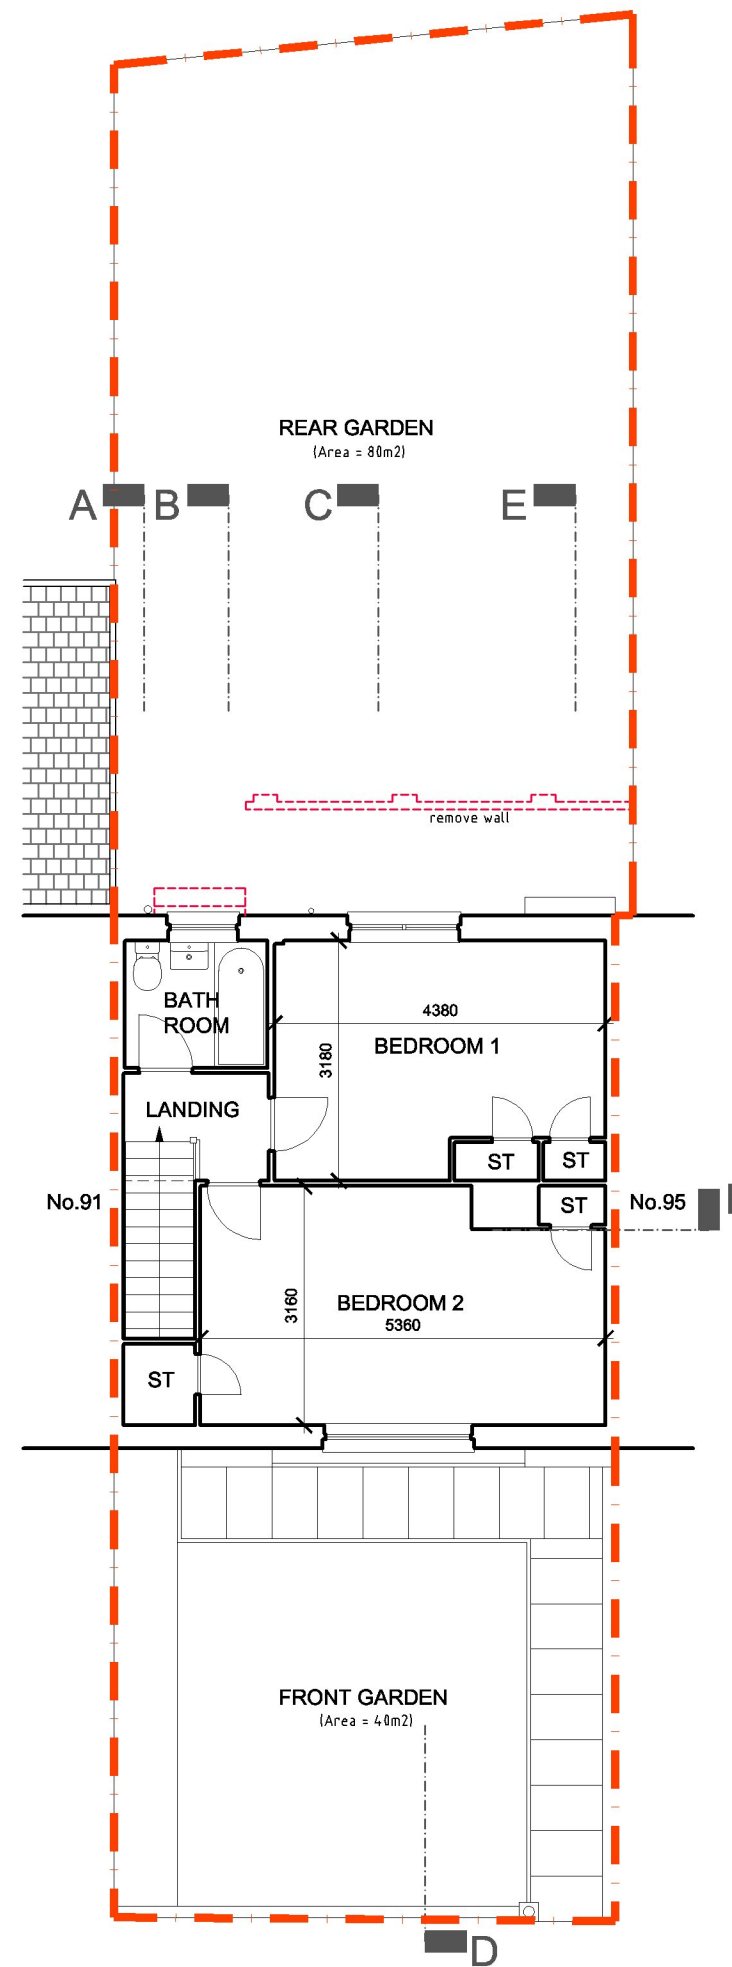 REAR GARDEN
(Area = 80m2)
A B C E
remove wall
BATH
ROOM
4380
BEDROOM 1
3180
LANDING
ST ST
No.91
ST
No.95
3160
BEDROOM 2
5360
ST
FRONT GARDEN
(Area = 40m2)
D